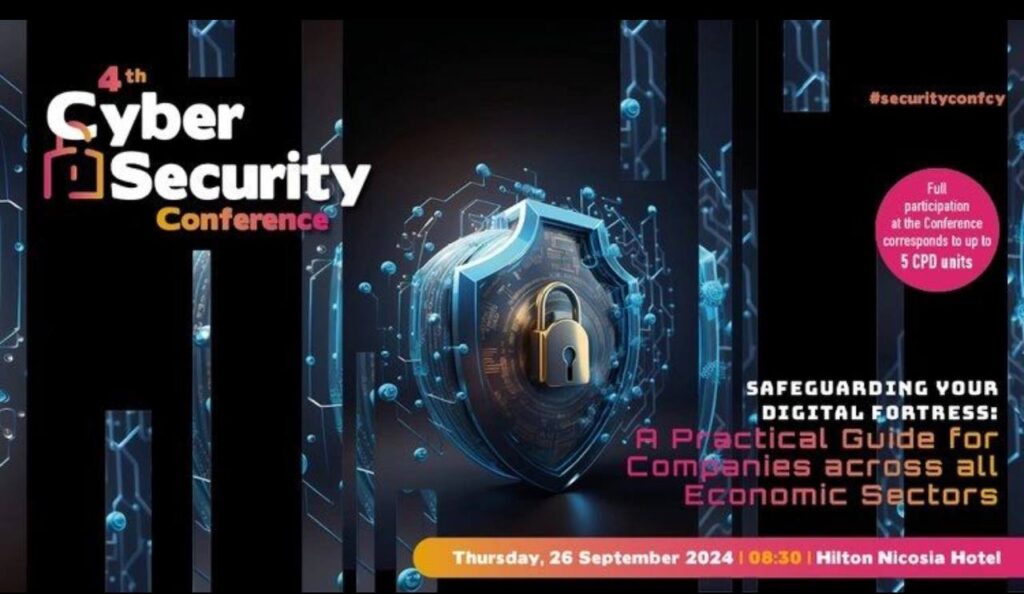 4th
Cyber
Security
Conference
#securityconfcy
Full
participation
at the Conference
corresponds to up to
5 CPD units
SAFEGUARDING YOUR
DIGITAL FORTRESS:
A Practical Guide for
Companies across all
Economic Sectors
Thursday, 26 September 2024 | 08:30 | Hilton Nicosia Hotel